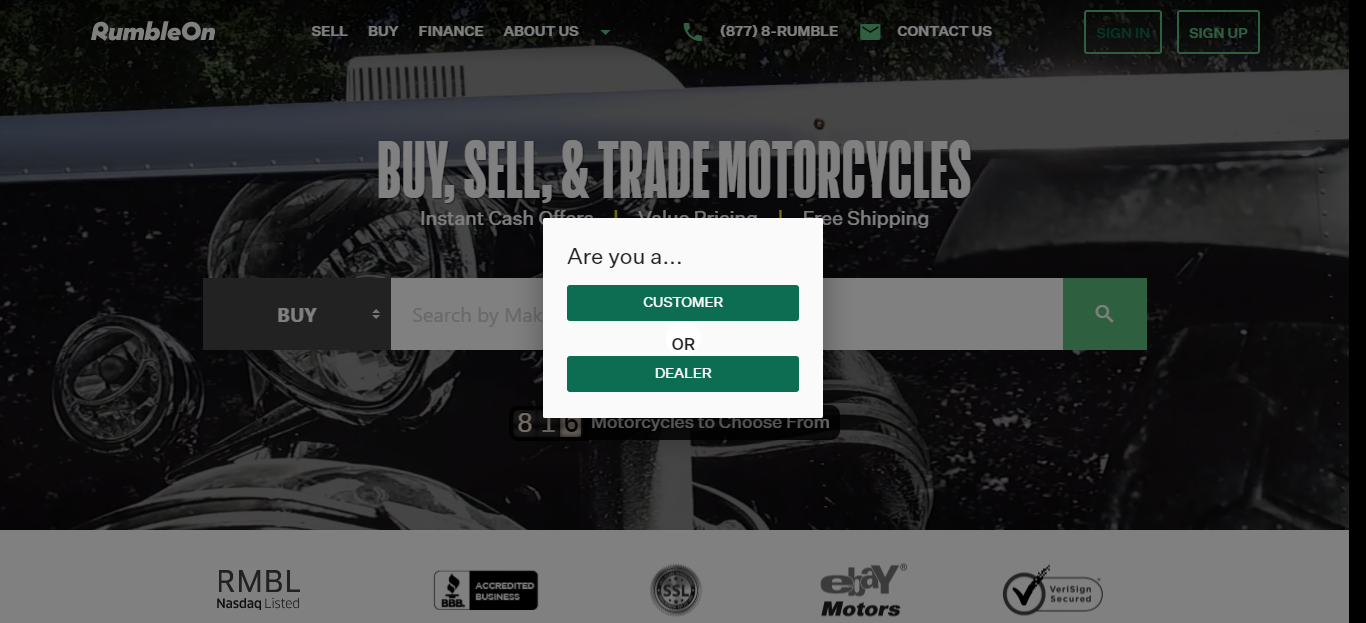 RumbleOn
SELL BUY FINANCE ABOUT US (877) 8-RUMBLE CONTACT US SIGN IN SIGN UP
BUY, SELL, & TRADE MOTORCYCLES
Instant Cash Offers | Value Pricing | Free Shipping
Are you a...
CUSTOMER
OR
DEALER
BUY Search by Mak
816 Motorcycles to Choose From
RMBL
Nasdaq Listed
BBB. ACCREDITED
BUSINESS
SSL
ebay®
Motors
VeriSign
Secured